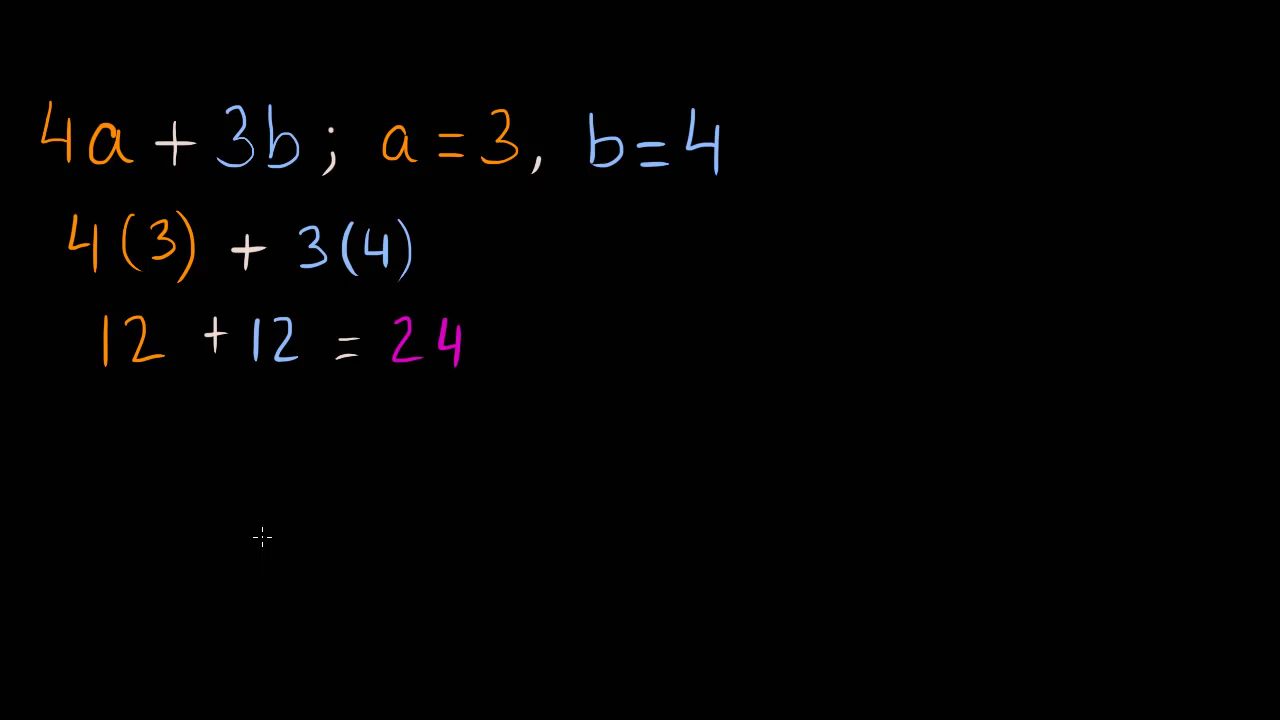 4a + 3b; a = 3, b = 4
4(3) + 3(4)
12 + 12 = 24